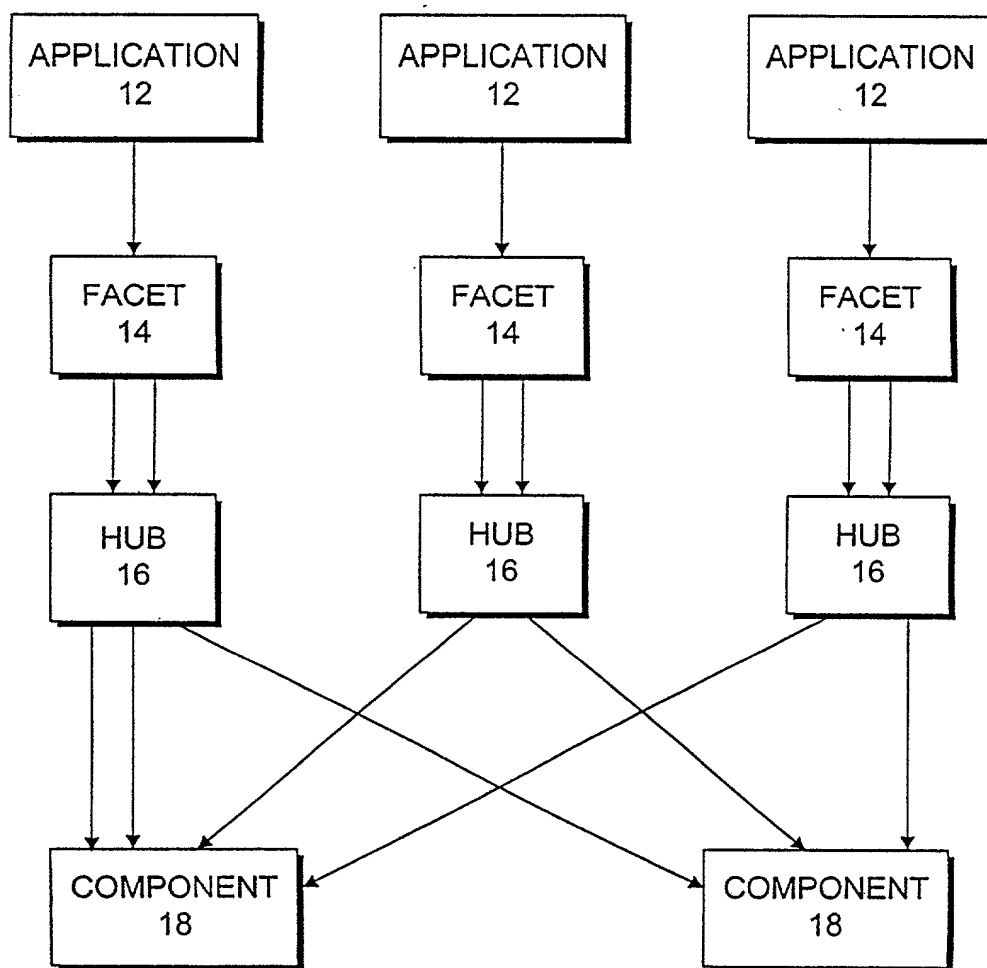 APPLICATION
12
APPLICATION
12
APPLICATION
12
FACET
14
FACET
14
FACET
14
HUB
16
HUB
16
HUB
16
COMPONENT
18
COMPONENT
18